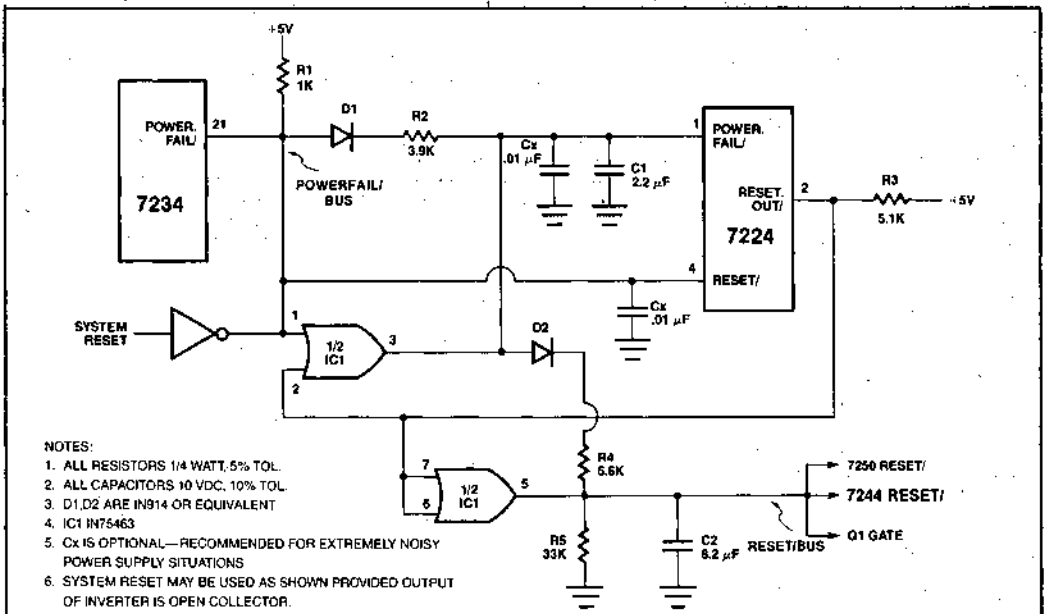 +5V
R1
1K
D1
R2
3.9K
POWER.
FAIL/
21
7234
POWERFAIL/
BUS
Cx
.01 µF
C1
2.2 µF
1
POWER.
FAIL/
RESET.
OUT/
2
7224
4
RESET/
R3
5.1K
+5V
Cx
.01 µF
SYSTEM
RESET
1
1/2
IC1
3
2
D2
R4
5.6K
7
1/2
IC1
6
5
R5
33K
C2
8.2 µF
RESET/BUS
7250 RESET/
7244 RESET/
Q1 GATE
NOTES:
1. ALL RESISTORS 1/4 WATT, 5% TOL.
2. ALL CAPACITORS 10 VDC, 10% TOL.
3. D1,D2 ARE IN914 OR EQUIVALENT
4. IC1 IN75463
5. Cx IS OPTIONAL—RECOMMENDED FOR EXTREMELY NOISY
POWER SUPPLY SITUATIONS
6. SYSTEM RESET MAY BE USED AS SHOWN PROVIDED OUTPUT
OF INVERTER IS OPEN COLLECTOR.